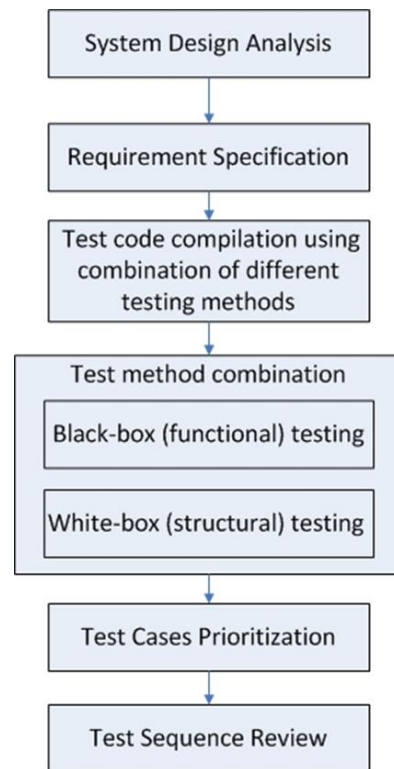 System Design Analysis
Requirement Specification
Test code compilation using
combination of different
testing methods
Test method combination
Black-box (functional) testing
White-box (structural) testing
Test Cases Prioritization
Test Sequence Review